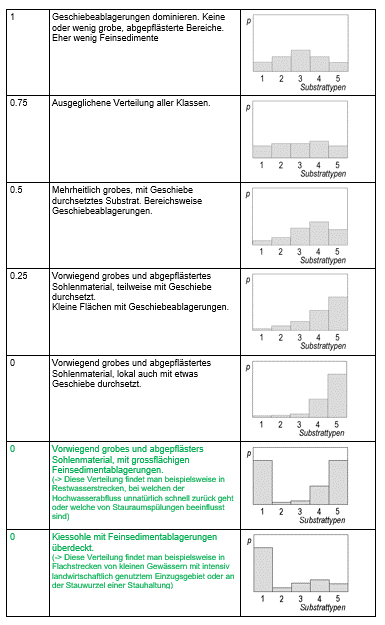 1
Geschiebeablagerungen dominieren. Keine
oder wenig grobe, abgepflästerte Bereiche.
Eher wenig Feinsedimente
p
1 2 3 4 5
Substrattypen
0.75
Ausgeglichene Verteilung aller Klassen.
p
1 2 3 4 5
Substrattypen
0.5
Mehrheitlich grobes, mit Geschiebe
durchsetztes Substrat. Bereichsweise
Geschiebeablagerungen.
p
1 2 3 4 5
Substrattypen
0.25
Vorwiegend grobes und abgepflästertes
Sohlenmaterial, teilweise mit Geschiebe
durchsetzt.
Kleine Flächen mit Geschiebeablagerungen.
p
1 2 3 4 5
Substrattypen
0
Vorwiegend grobes und abgepflästertes
Sohlenmaterial, lokal auch mit etwas
Geschiebe durchsetzt.
p
1 2 3 4 5
Substrattypen
0
Vorwiegend grobes und abgepflästers
Sohlenmaterial, mit grossflächigen
Feinsedimentablagerungen.
(-> Diese Verteilung findet man beispielsweise in
Restwasserstrecken, bei welchen der
Hochwasserabfluss unnatürlich schnell zurück geht
oder welche von Stauraumspülungen beeinflusst
sind)
p
1 2 3 4 5
Substrattypen
0
Kiessohle mit Feinsedimentablagerungen
überdeckt.
(-> Diese Verteilung findet man beispielsweise in
Flachstrecken von kleinen Gewässern mit intensiv
landwirtschaftlich genutztem Einzugsgebiet oder an
der Stauwurzel einer Stauhaltung)
p
1 2 3 4 5
Substrattypen